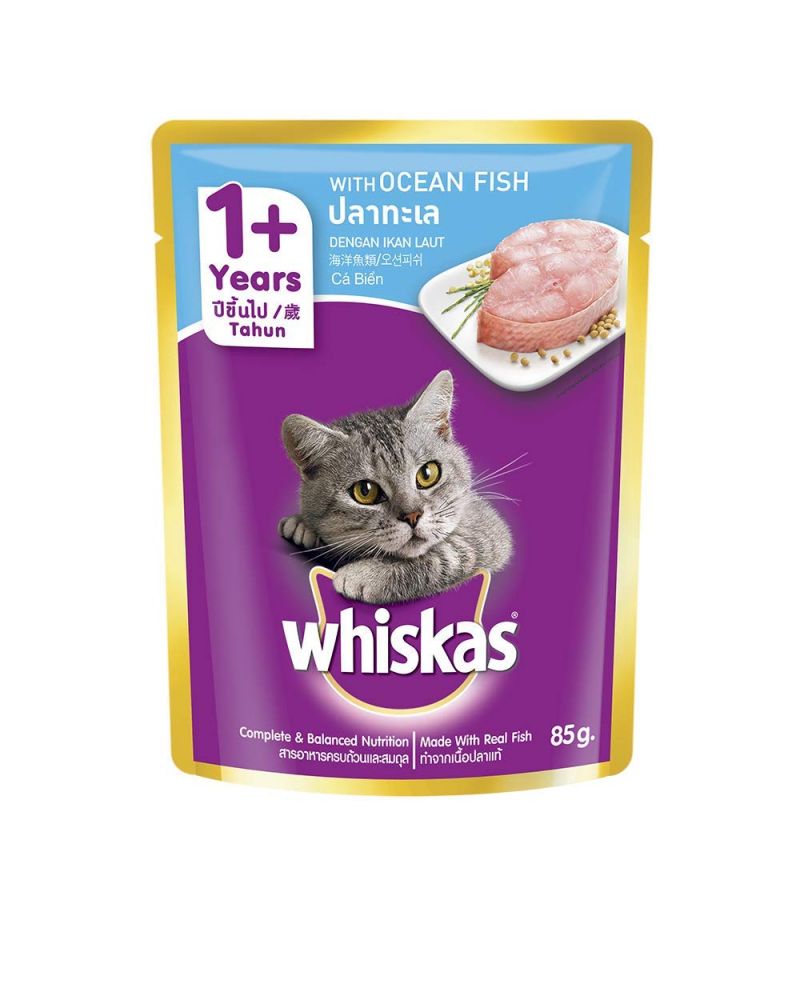 1+
Years
ปีขึ้นไป /歲
Tahun
WITH OCEAN FISH
ปลาทะเล
DENGAN IKAN LAUT
海洋魚類/오션피쉬
Cá Biển
whiskas®
Complete & Balanced Nutrition
สารอาหารครบถ้วนและสมดุล
Made With Real Fish
ทำจากเนื้อปลาแท้
85g.